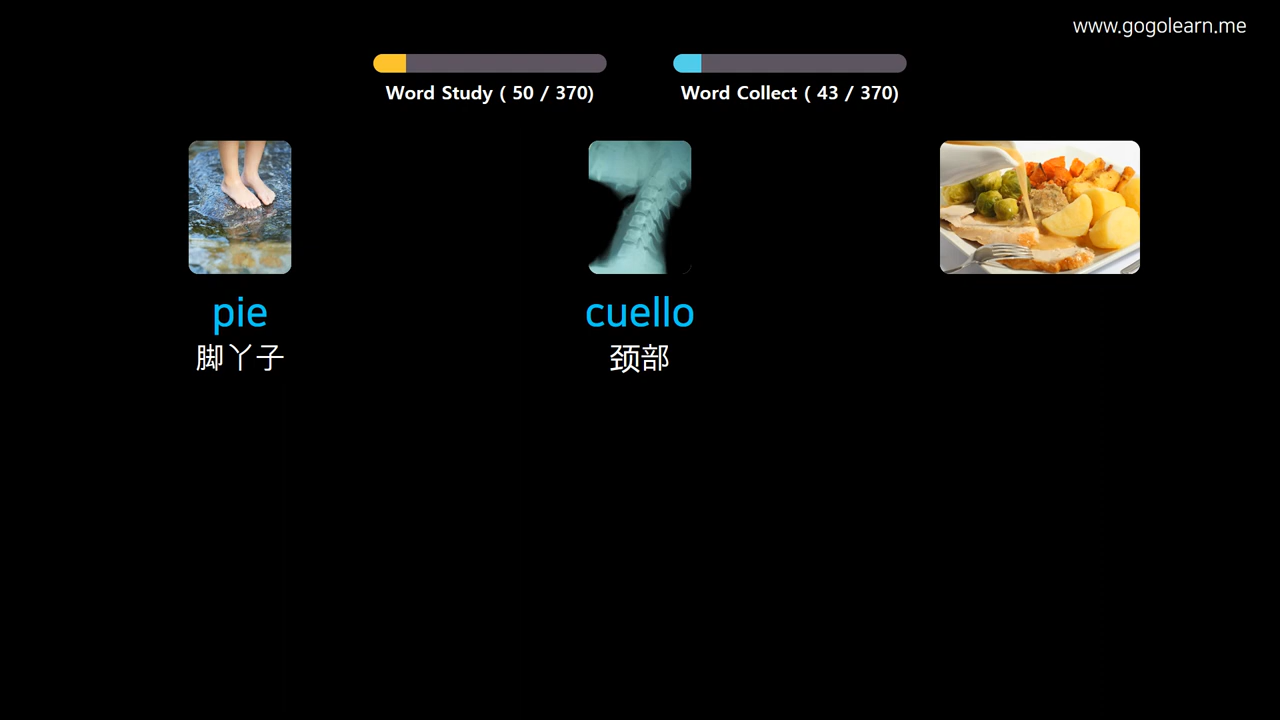 www.gogolearn.me
Word Study ( 50 / 370)
Word Collect ( 43 / 370)
pie
cuello
脚丫子
颈部